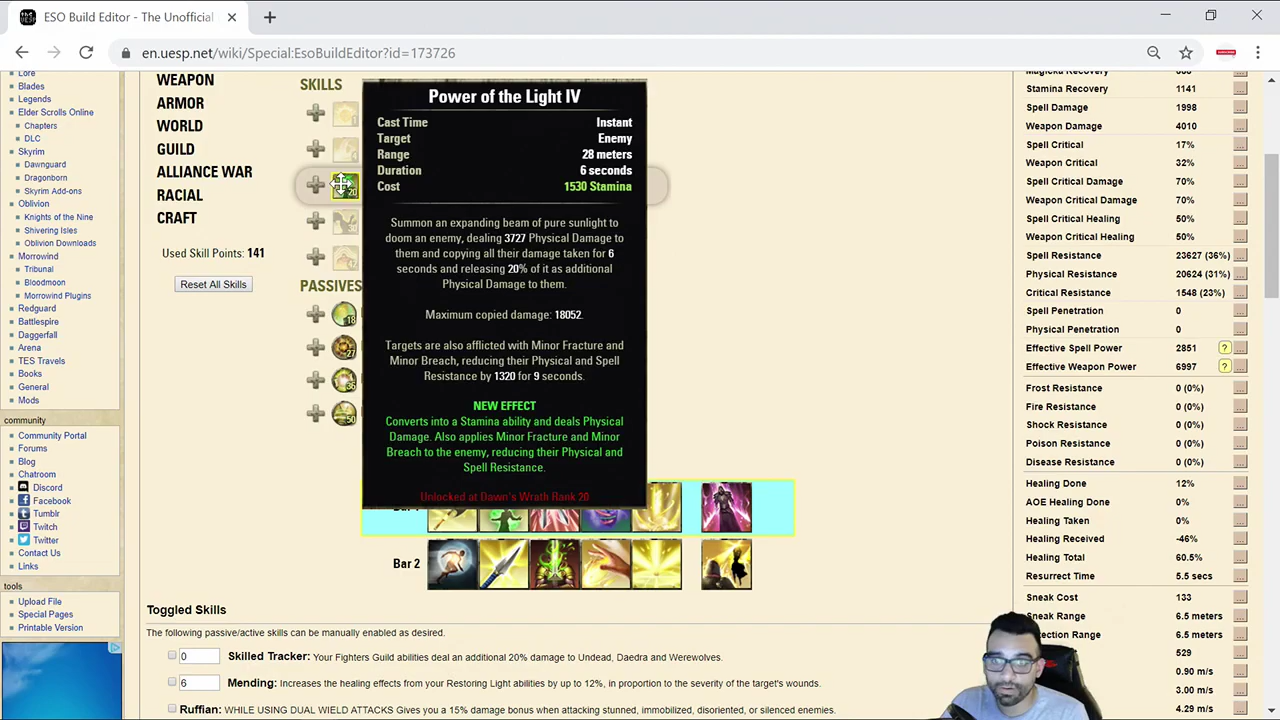 ESO Build Editor - The Unofficial
en.uesp.net/wiki/Special:EsoBuildEditor?id=173726
Lore
Blades
Legends
Elder Scrolls Online
Chapters
DLC
Skyrim
Dawnguard
Dragonborn
Skyrim Add-ons
Oblivion
Knights of the Nine
Shivering Isles
Oblivion Downloads
Morrowind
Tribunal
Bloodmoon
Morrowind Plugins
Redguard
Battlespire
Daggerfall
Arena
TES Travels
Books
General
Mods
community
Community Portal
Forums
Blog
Chatroom
Discord
Facebook
Tumblr
Twitch
Twitter
Contact Us
Links
tools
Upload File
Special Pages
Printable Version
WEAPON
ARMOR
WORLD
GUILD
ALLIANCE WAR
RACIAL
CRAFT
Used Skill Points: 141
Reset All Skills
SKILLS
20
PASSIVES
18
27
Power of the Light IV
Cast Time Instant
Target Enemy
Range 28 meters
Duration 6 seconds
Cost 1530 Stamina
Summon an expanding beam of pure sunlight to
doom an enemy, dealing 3727 Physical Damage to
them and copying all their damage taken for 6
seconds and releasing 20% of it as additional
Physical Damage to them.
Maximum copied damage: 18052.
Targets are also afflicted with Minor Fracture and
Minor Breach, reducing their Physical and Spell
Resistance by 1320 for 9 seconds.
NEW EFFECT
Converts into a Stamina ability and deals Physical
Damage. Also applies Minor Fracture and Minor
Breach to the enemy, reducing their Physical and
Spell Resistance.
Unlocked at Dawn's Wrath Rank 20
Bar 2
Toggled Skills
The following passive/active skills can be manually enabled as desired.
0 Skilled Tracker: Your Fighters Guild abilities deal an additional 20% damage to Undead, Daedra and Werewolves.
6 Mending: Increases the healing effects from your Restoring Light abilities by up to 12%, in proportion to the severity of the target's wounds.
Ruffian: WHILE USING DUAL WIELD ATTACKS Gives you a 15% damage bonus when attacking stunned, immobilized, disoriented, or silenced enemies.
Magicka Recovery
Stamina Recovery 1141
Spell Damage 1998
Weapon Damage 4010
Spell Critical 17%
Weapon Critical 32%
Spell Critical Damage 70%
Weapon Critical Damage 70%
Spell Critical Healing 50%
Weapon Critical Healing 50%
Spell Resistance 23627 (36%)
Physical Resistance 20624 (31%)
Critical Resistance 1548 (23%)
Spell Penetration 0
Physical Penetration 0
Effective Spell Power 2851 ?
Effective Weapon Power 6997 ?
Frost Resistance 0 (0%)
Fire Resistance 0 (0%)
Shock Resistance 0 (0%)
Poison Resistance 0 (0%)
Disease Resistance 0 (0%)
Healing Done 12%
AOE Healing Done 0%
Healing Taken 0%
Healing Received -46%
Healing Total 60.5%
Resurrect Time 5.5 secs
Sneak Cost 133
Sneak Range 6.5 meters
Range 6.5 meters
529
0.90 m/s
3.00 m/s
4.29 m/s